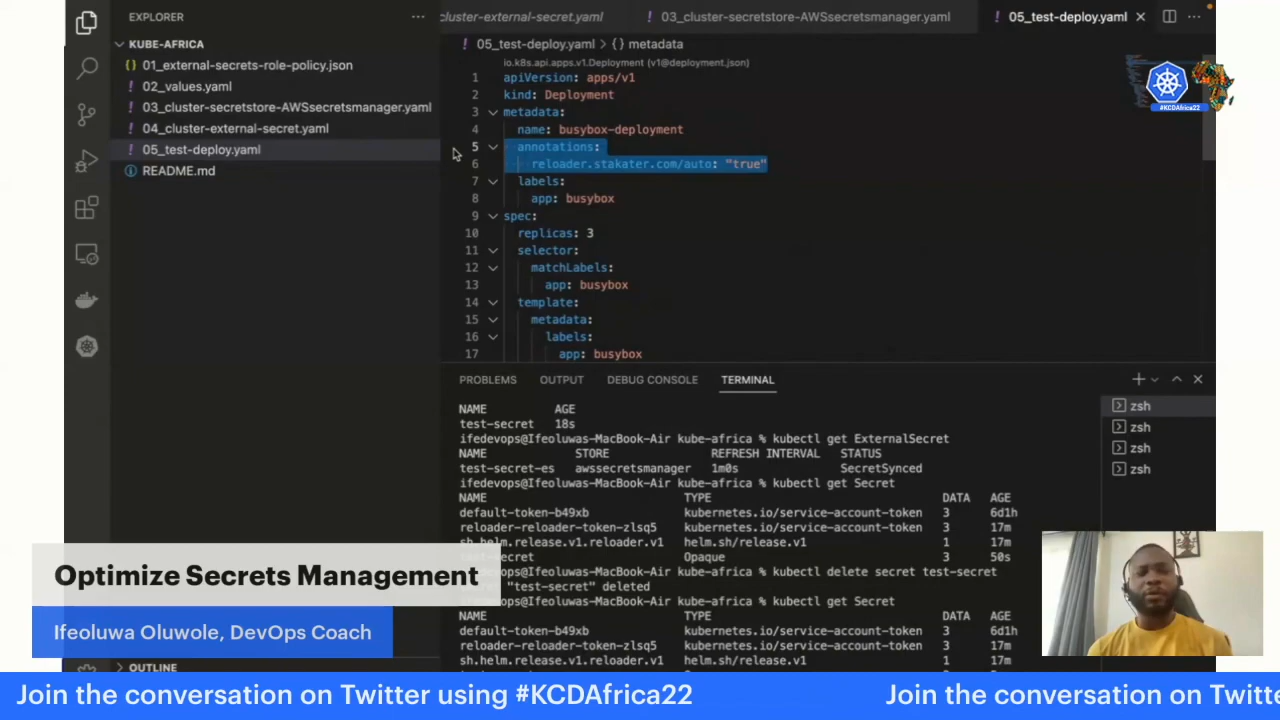 EXPLORER
KUBE-AFRICA
01_external-secrets-role-policy.json
02_values.yaml
03_cluster-secretstore-AWSsecretsmanager.yaml
04_cluster-external-secret.yaml
05_test-deploy.yaml
README.md
OUTLINE
cluster-external-secret.yaml
03_cluster-secretstore-AWSsecretsmanager.yaml
05_test-deploy.yaml
05_test-deploy.yaml > {} metadata
io.k8s.api.apps.v1.Deployment (v1@deployment.json)
1 apiVersion: apps/v1
2 kind: Deployment
3 metadata:
4 name: busybox-deployment
5 annotations:
6 reloader.stakater.com/auto: "true"
7 labels:
8 app: busybox
9 spec:
10 replicas: 3
11 selector:
12 matchLabels:
13 app: busybox
14 template:
15 metadata:
16 labels:
17 app: busybox
#KCDAfrica22
PROBLEMS OUTPUT DEBUG CONSOLE TERMINAL
NAME AGE
test-secret 18s
ifedevops@Ifeoluwas-MacBook-Air kube-africa % kubectl get ExternalSecret
NAME STORE REFRESH INTERVAL STATUS
test-secret-es awssecretsmanager 1m0s SecretSynced
ifedevops@Ifeoluwas-MacBook-Air kube-africa % kubectl get Secret
NAME TYPE DATA AGE
default-token-b49xb kubernetes.io/service-account-token 3 6d1h
reloader-reloader-token-zlsq5 kubernetes.io/service-account-token 3 17m
sh.helm.release.v1.reloader.v1 helm.sh/release.v1 1 17m
test-secret Opaque 3 50s
ifedevops@Ifeoluwas-MacBook-Air kube-africa % kubectl delete secret test-secret
"test-secret" deleted
ifedevops@Ifeoluwas-MacBook-Air kube-africa % kubectl get Secret
NAME TYPE DATA AGE
default-token-b49xb kubernetes.io/service-account-token 3 6d1h
reloader-reloader-token-zlsq5 kubernetes.io/service-account-token 3 17m
sh.helm.release.v1.reloader.v1 helm.sh/release.v1 1 17m
zsh
zsh
zsh
zsh
Optimize Secrets Management
Ifeoluwa Oluwole, DevOps Coach
Join the conversation on Twitter using #KCDAfrica22 Join the conversation on Twitte